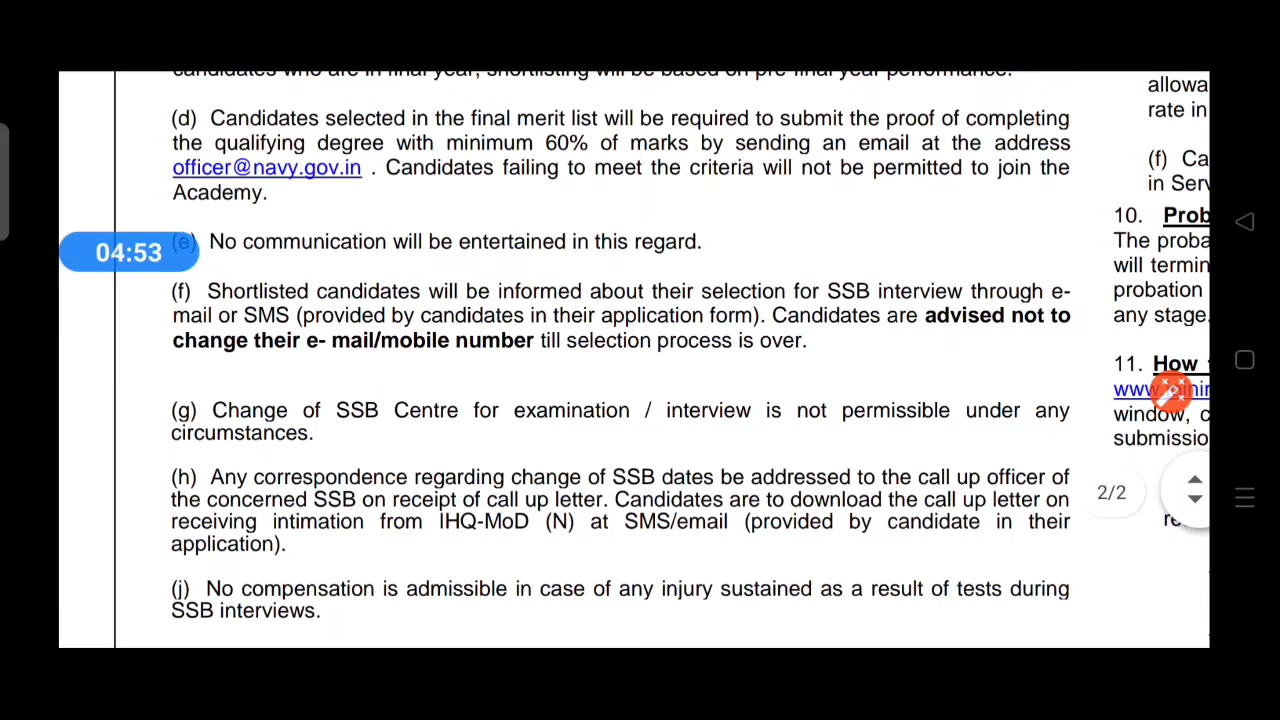 candidates who are in final year, shortlisting will be based on pre final year performance.
(d) Candidates selected in the final merit list will be required to submit the proof of completing
the qualifying degree with minimum 60% of marks by sending an email at the address
officer@navy.gov.in . Candidates failing to meet the criteria will not be permitted to join the
Academy.
04:53
(e) No communication will be entertained in this regard.
(f) Shortlisted candidates will be informed about their selection for SSB interview through e-
mail or SMS (provided by candidates in their application form). Candidates are advised not to
change their e- mail/mobile number till selection process is over.
(g) Change of SSB Centre for examination / interview is not permissible under any
circumstances.
(h) Any correspondence regarding change of SSB dates be addressed to the call up officer of
the concerned SSB on receipt of call up letter. Candidates are to download the call up letter on
receiving intimation from IHQ-MoD (N) at SMS/email (provided by candidate in their
application).
(j) No compensation is admissible in case of any injury sustained as a result of tests during
SSB interviews.
allowa
rate in
(f) Ca
in Serv
10. Prob
The proba
will termin
probation
any stage.
11. How
www
window, c
submissio
2/2